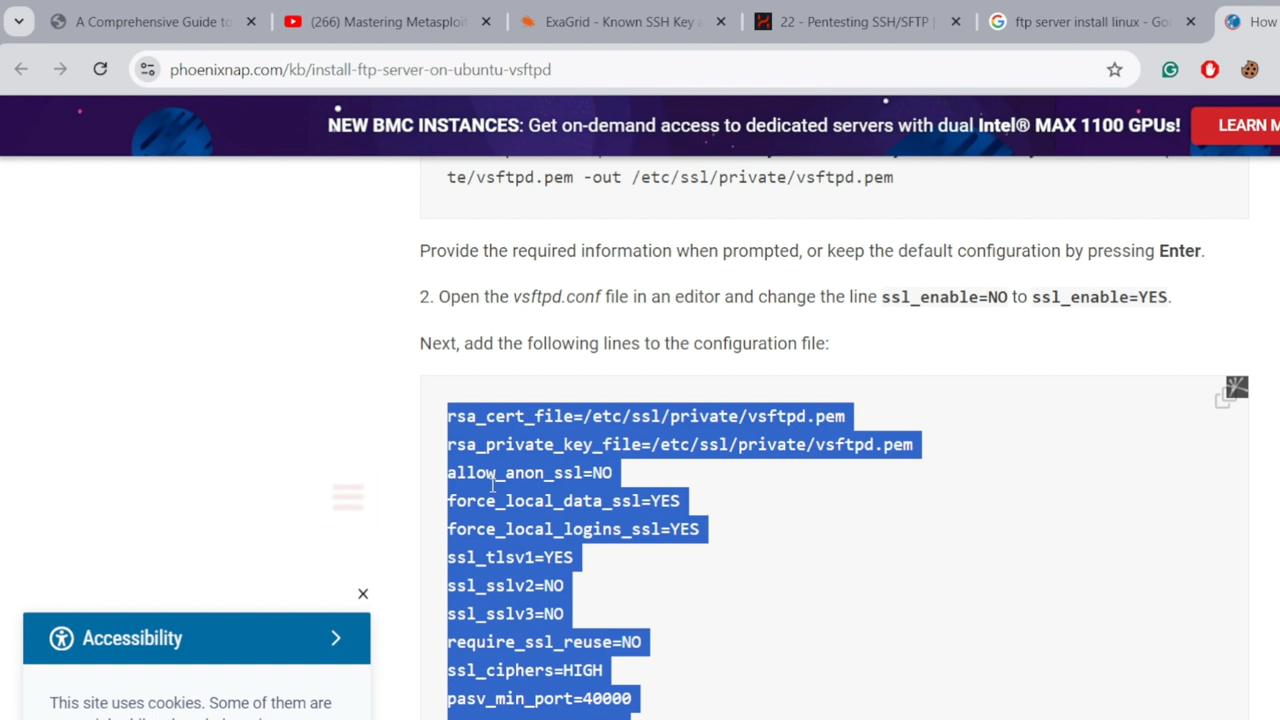 A Comprehensive Guide to
(266) Mastering Metasploit
ExaGrid - Known SSH Key a
22 - Pentesting SSH/SFTP |
ftp server install linux - Goo
How
phoenixnap.com/kb/install-ftp-server-on-ubuntu-vsftpd
NEW BMC INSTANCES: Get on-demand access to dedicated servers with dual Intel® MAX 1100 GPUs!
LEARN M
te/vsftpd.pem -out /etc/ssl/private/vsftpd.pem
Provide the required information when prompted, or keep the default configuration by pressing Enter.
2. Open the vsftpd.conf file in an editor and change the line ssl_enable=NO to ssl_enable=YES.
Next, add the following lines to the configuration file:
rsa_cert_file=/etc/ssl/private/vsftpd.pem
rsa_private_key_file=/etc/ssl/private/vsftpd.pem
allow_anon_ssl=NO
force_local_data_ssl=YES
force_local_logins_ssl=YES
ssl_tlsv1=YES
ssl_sslv2=NO
ssl_sslv3=NO
require_ssl_reuse=NO
ssl_ciphers=HIGH
pasv_min_port=40000
Accessibility
This site uses cookies. Some of them are